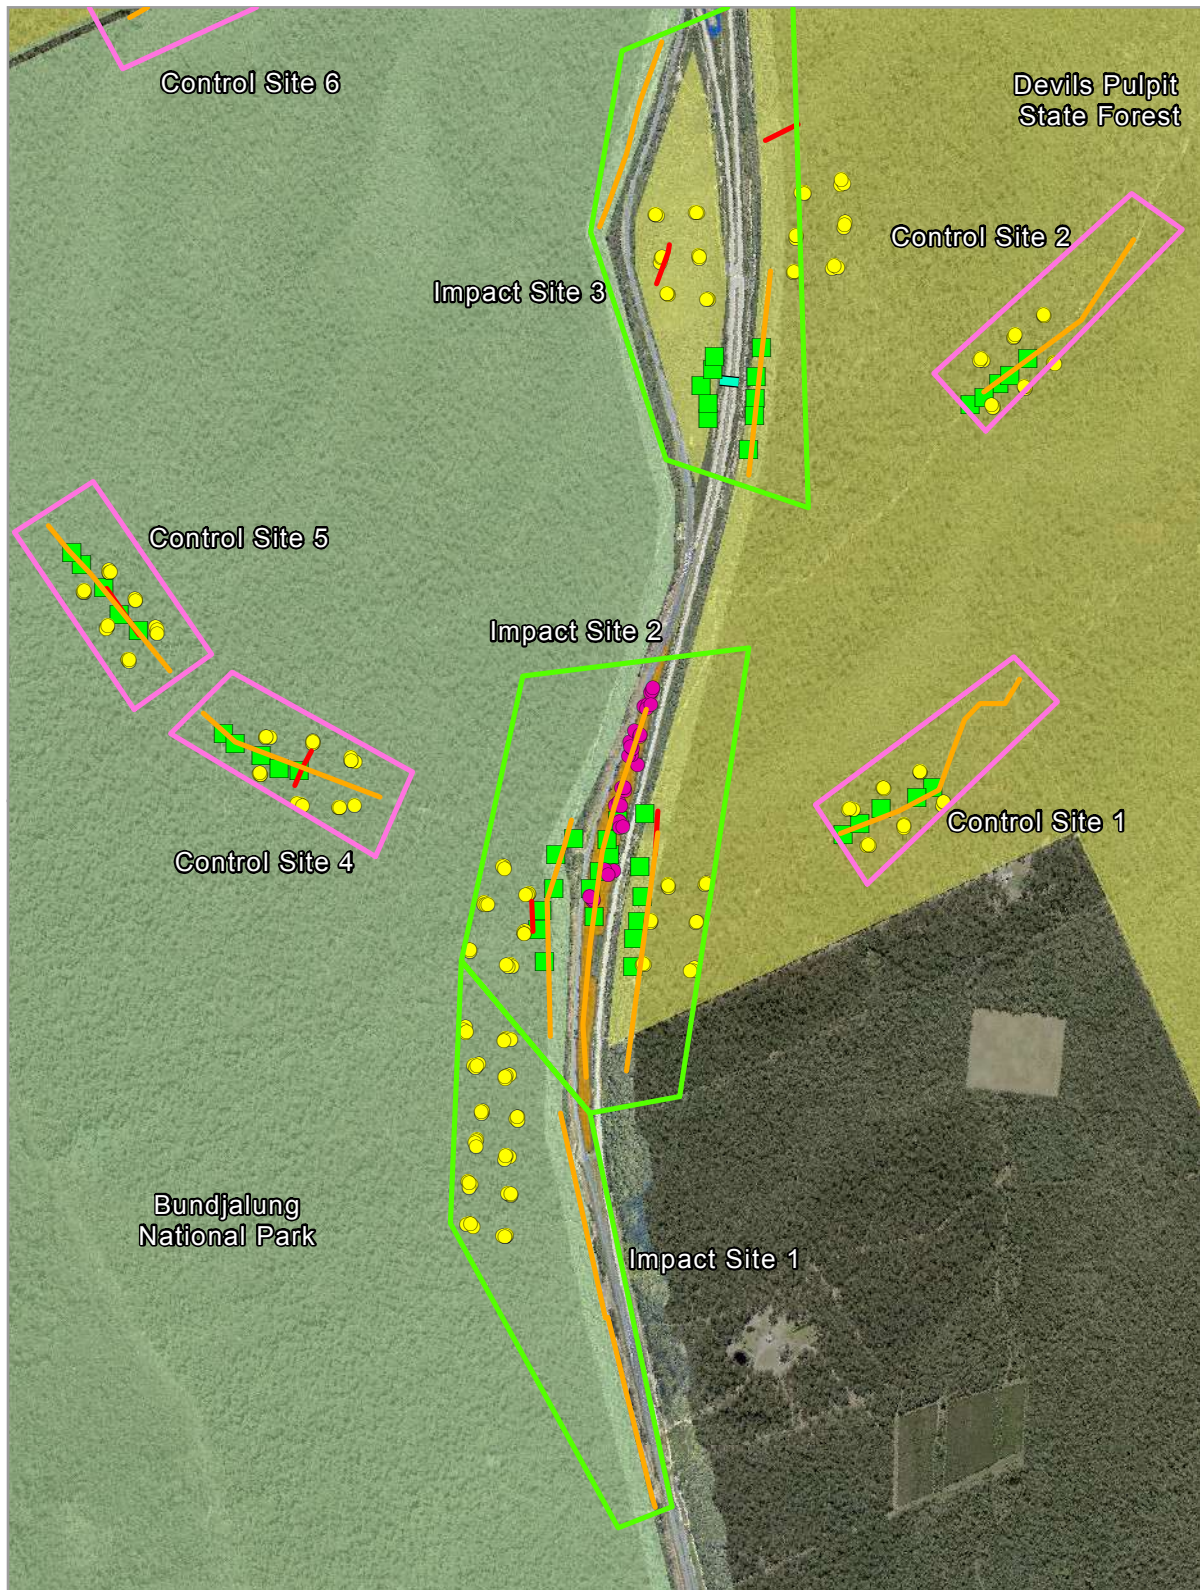 Control Site 6
Devils Pulpit
State Forest
Control Site 2
Impact Site 3
Control Site 5
Impact Site 2
Control Site 1
Control Site 4
Bundjalung
National Park
Impact Site 1